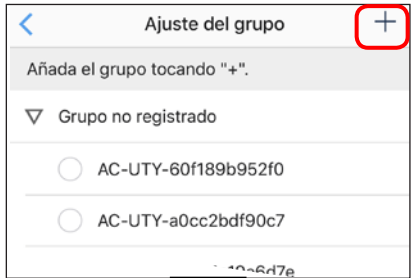 Ajuste del grupo +
Añada el grupo tocando "+".
Grupo no registrado
AC-UTY-60f189b952f0
AC-UTY-a0cc2bdf90c7